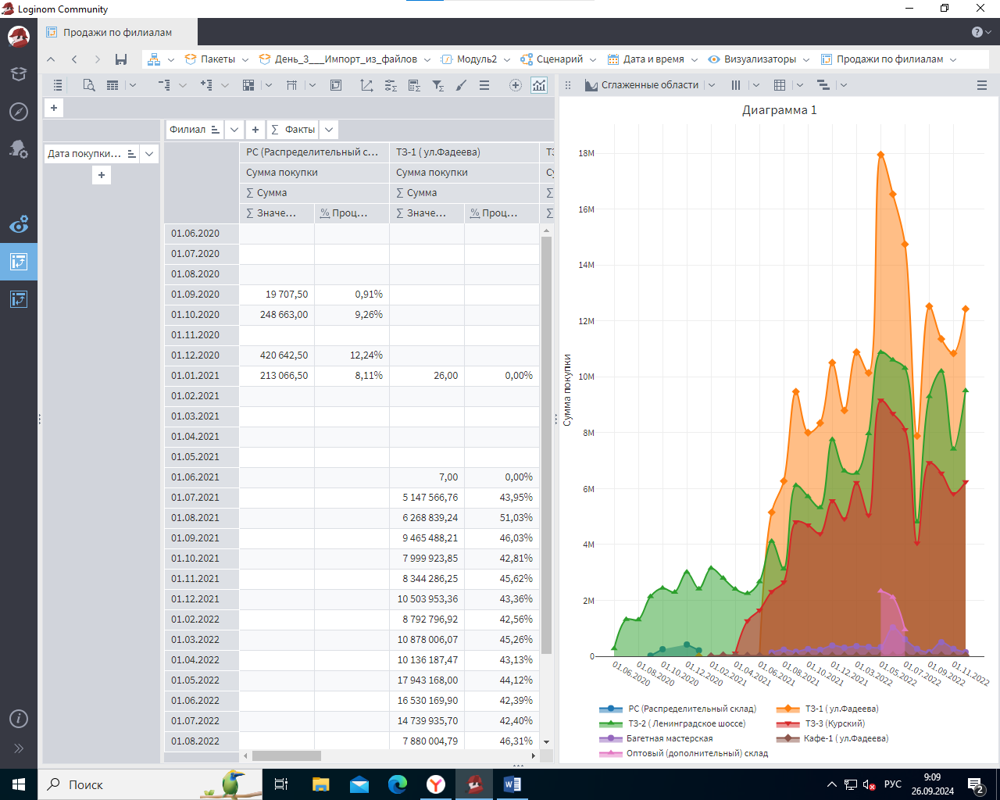 Loginom Community
Продажи по филиалам
Пакеты
День_3___Импорт_из_файлов
Модуль2
Сценарий
Дата и время
Визуализаторы
Продажи по филиалам
Сглаженные области
Филиал
Σ Факты
Дата покупки...
РС (Распределительный с...
ТЗ-1 ( ул.Фадеева)
Сумма покупки
Сумма покупки
Σ Сумма
Σ Сумма
Σ Значе...
% Проц...
Σ Значе...
% Проц...
01.06.2020
01.07.2020
01.08.2020
01.09.2020 19 707,50 0,91%
01.10.2020 248 663,00 9,26%
01.11.2020
01.12.2020 420 642,50 12,24%
01.01.2021 213 066,50 8,11% 26,00 0,00%
01.02.2021
01.03.2021
01.04.2021
01.05.2021
01.06.2021 7,00 0,00%
01.07.2021 5 147 566,76 43,95%
01.08.2021 6 268 839,24 51,03%
01.09.2021 9 465 488,21 46,03%
01.10.2021 7 999 923,85 42,81%
01.11.2021 8 344 286,25 45,62%
01.12.2021 10 503 953,36 43,36%
01.02.2022 8 792 796,92 42,56%
01.03.2022 10 878 006,07 45,26%
01.04.2022 10 136 187,47 43,13%
01.05.2022 17 943 168,00 44,12%
01.06.2022 16 530 169,90 42,39%
01.07.2022 14 739 935,70 42,40%
01.08.2022 7 880 004,79 46,31%
Диаграмма 1
18M
16M
14M
12M
10M
8M
6M
4M
2M
0
Сумма покупки
01.06.2020
01.08.2020
01.10.2020
01.12.2020
01.02.2021
01.04.2021
01.06.2021
01.08.2021
01.10.2021
01.12.2021
01.03.2022
01.05.2022
01.07.2022
01.09.2022
01.11.2022
РС (Распределительный склад)
ТЗ-1 ( ул.Фадеева)
ТЗ-2 ( Ленинградское шоссе)
ТЗ-3 (Курский)
Багетная мастерская
Кафе-1 ( ул.Фадеева)
Оптовый (дополнительный) склад
Поиск
РУС
9:09
26.09.2024
2